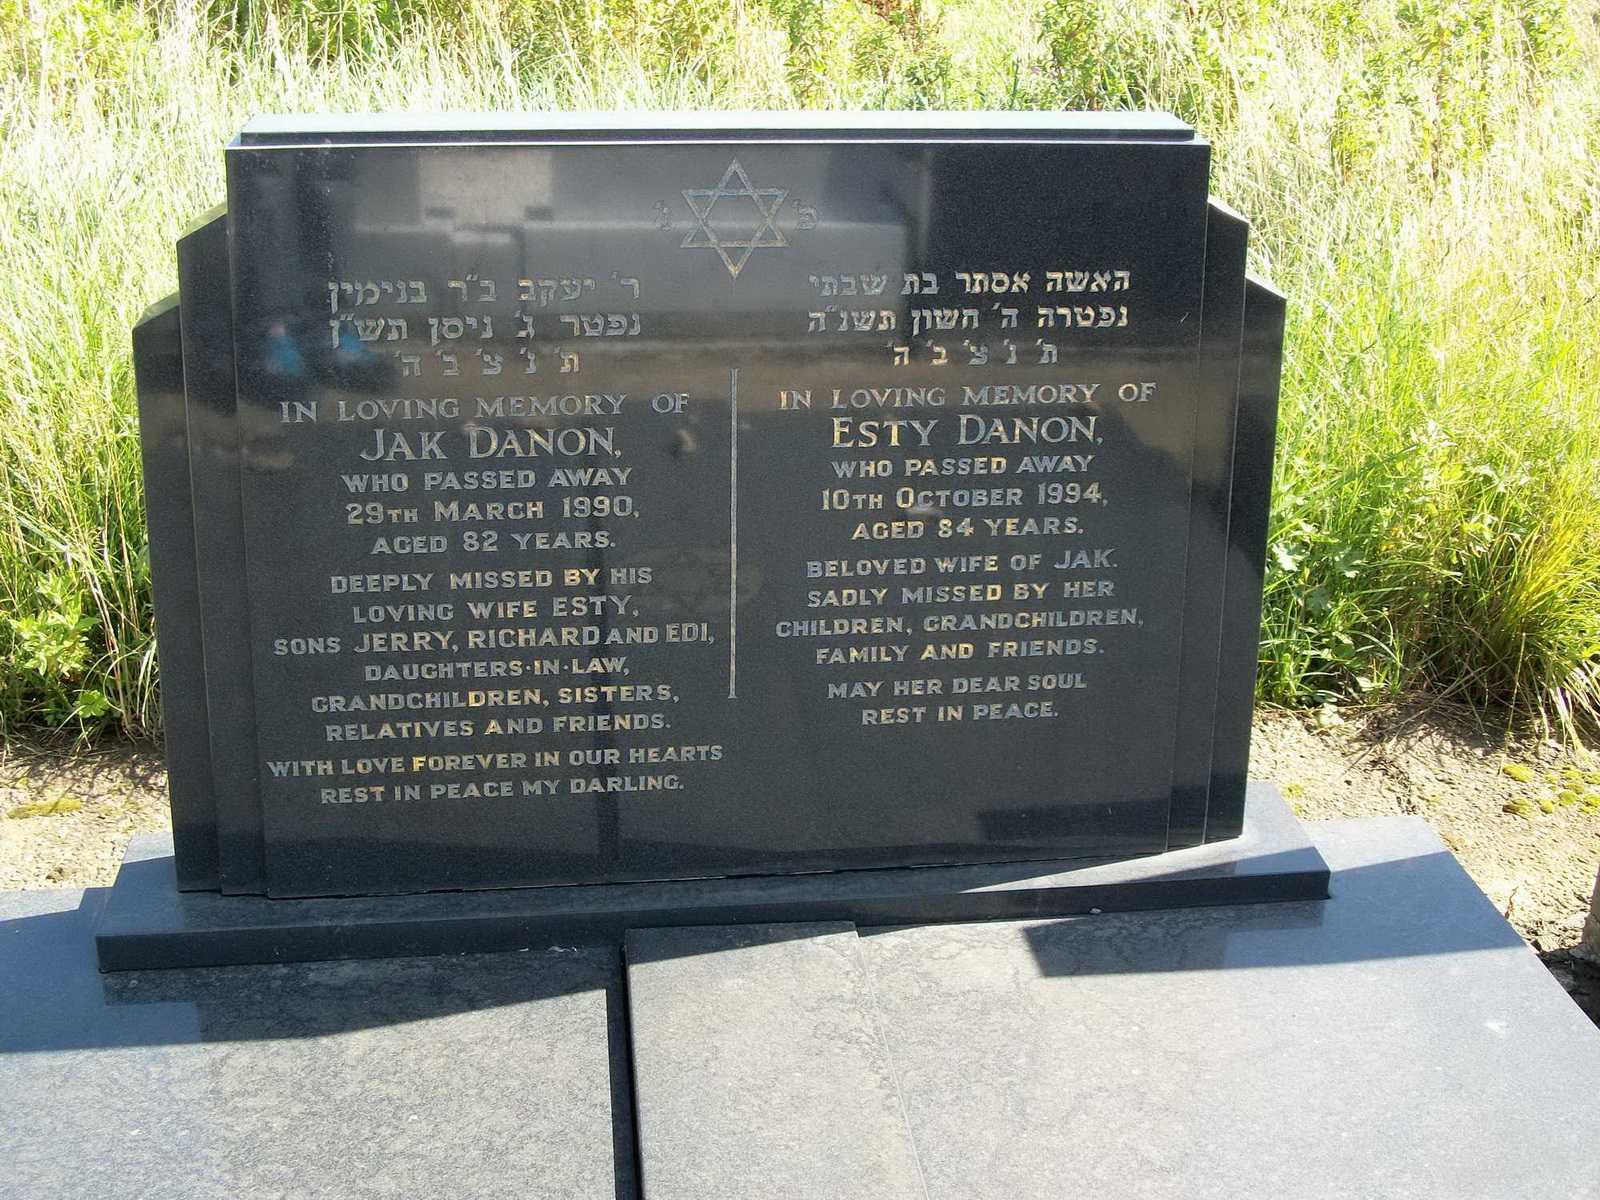 פ׳ נ׳
ר׳ יעקב ב״ר בנימין
נפטר ג׳ ניסן תש״ן
ת׳ נ׳ צ׳ ב׳ ה׳
IN LOVING MEMORY OF
JAK DANON,
WHO PASSED AWAY
29TH MARCH 1990,
AGED 82 YEARS.
DEEPLY MISSED BY HIS
LOVING WIFE ESTY,
SONS JERRY, RICHARD AND EDI,
DAUGHTERS·IN·LAW,
GRANDCHILDREN, SISTERS,
RELATIVES AND FRIENDS.
WITH LOVE FOREVER IN OUR HEARTS
REST IN PEACE MY DARLING.
האשה אסתר בת שבתי
נפטרה ה׳ חשון תשנ״ה
ת׳ נ׳ צ׳ ב׳ ה׳
IN LOVING MEMORY OF
ESTY DANON,
WHO PASSED AWAY
10TH OCTOBER 1994,
AGED 84 YEARS.
BELOVED WIFE OF JAK.
SADLY MISSED BY HER
CHILDREN, GRANDCHILDREN,
FAMILY AND FRIENDS.
MAY HER DEAR SOUL
REST IN PEACE.